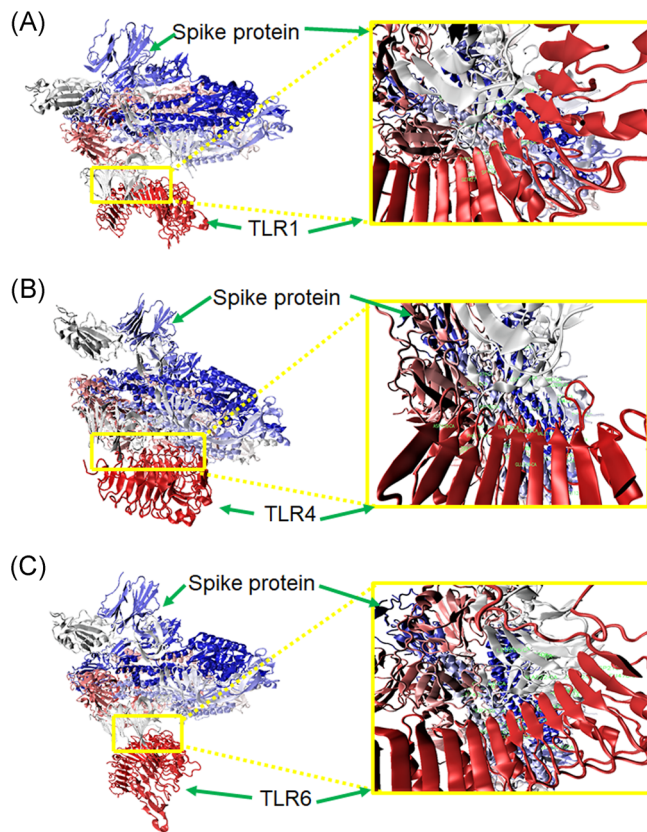 (A)
Spike protein
TLR1
(B)
Spike protein
TLR4
(C)
Spike protein
TLR6